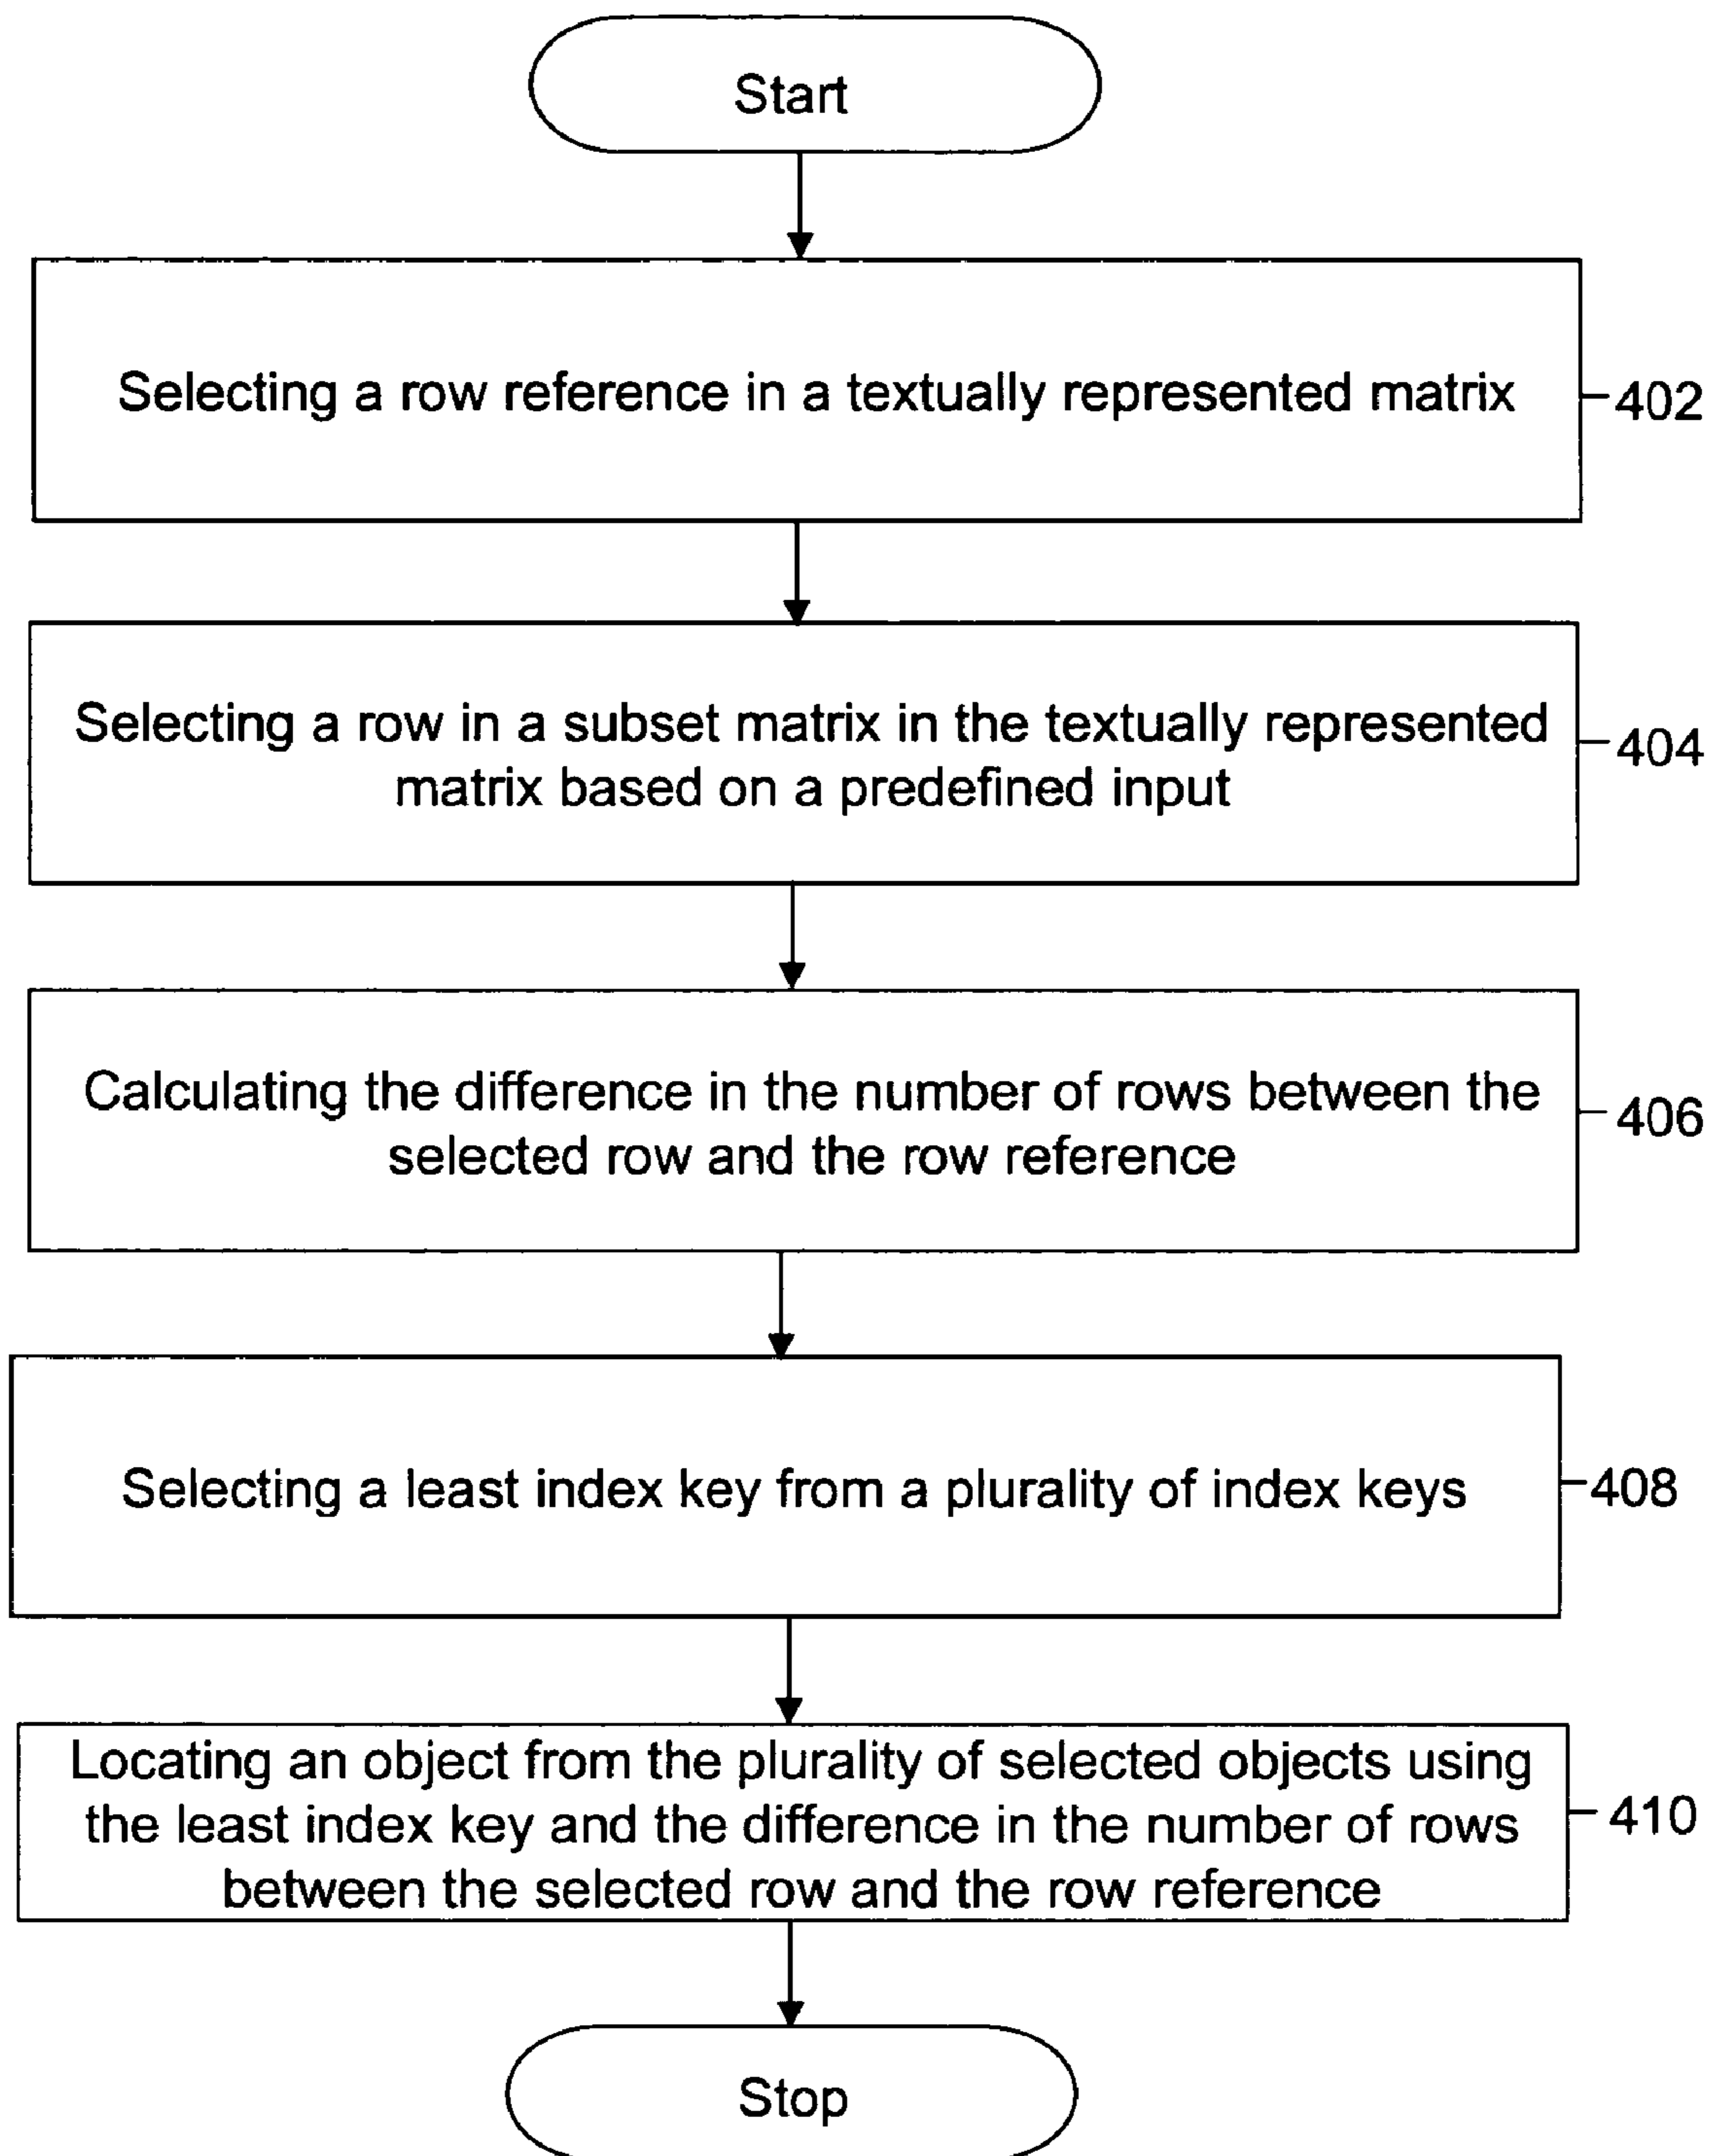 Start
Selecting a row reference in a textually represented matrix
402
Selecting a row in a subset matrix in the textually represented
matrix based on a predefined input
404
Calculating the difference in the number of rows between the
selected row and the row reference
406
Selecting a least index key from a plurality of index keys
408
Locating an object from the plurality of selected objects using
the least index key and the difference in the number of rows
between the selected row and the row reference
410
Stop